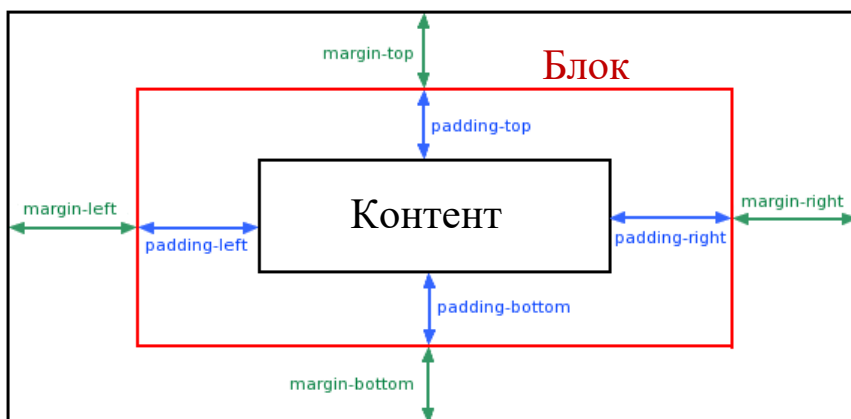 margin-top
Блок
padding-top
margin-left
Контент
margin-right
padding-left
padding-right
padding-bottom
margin-bottom